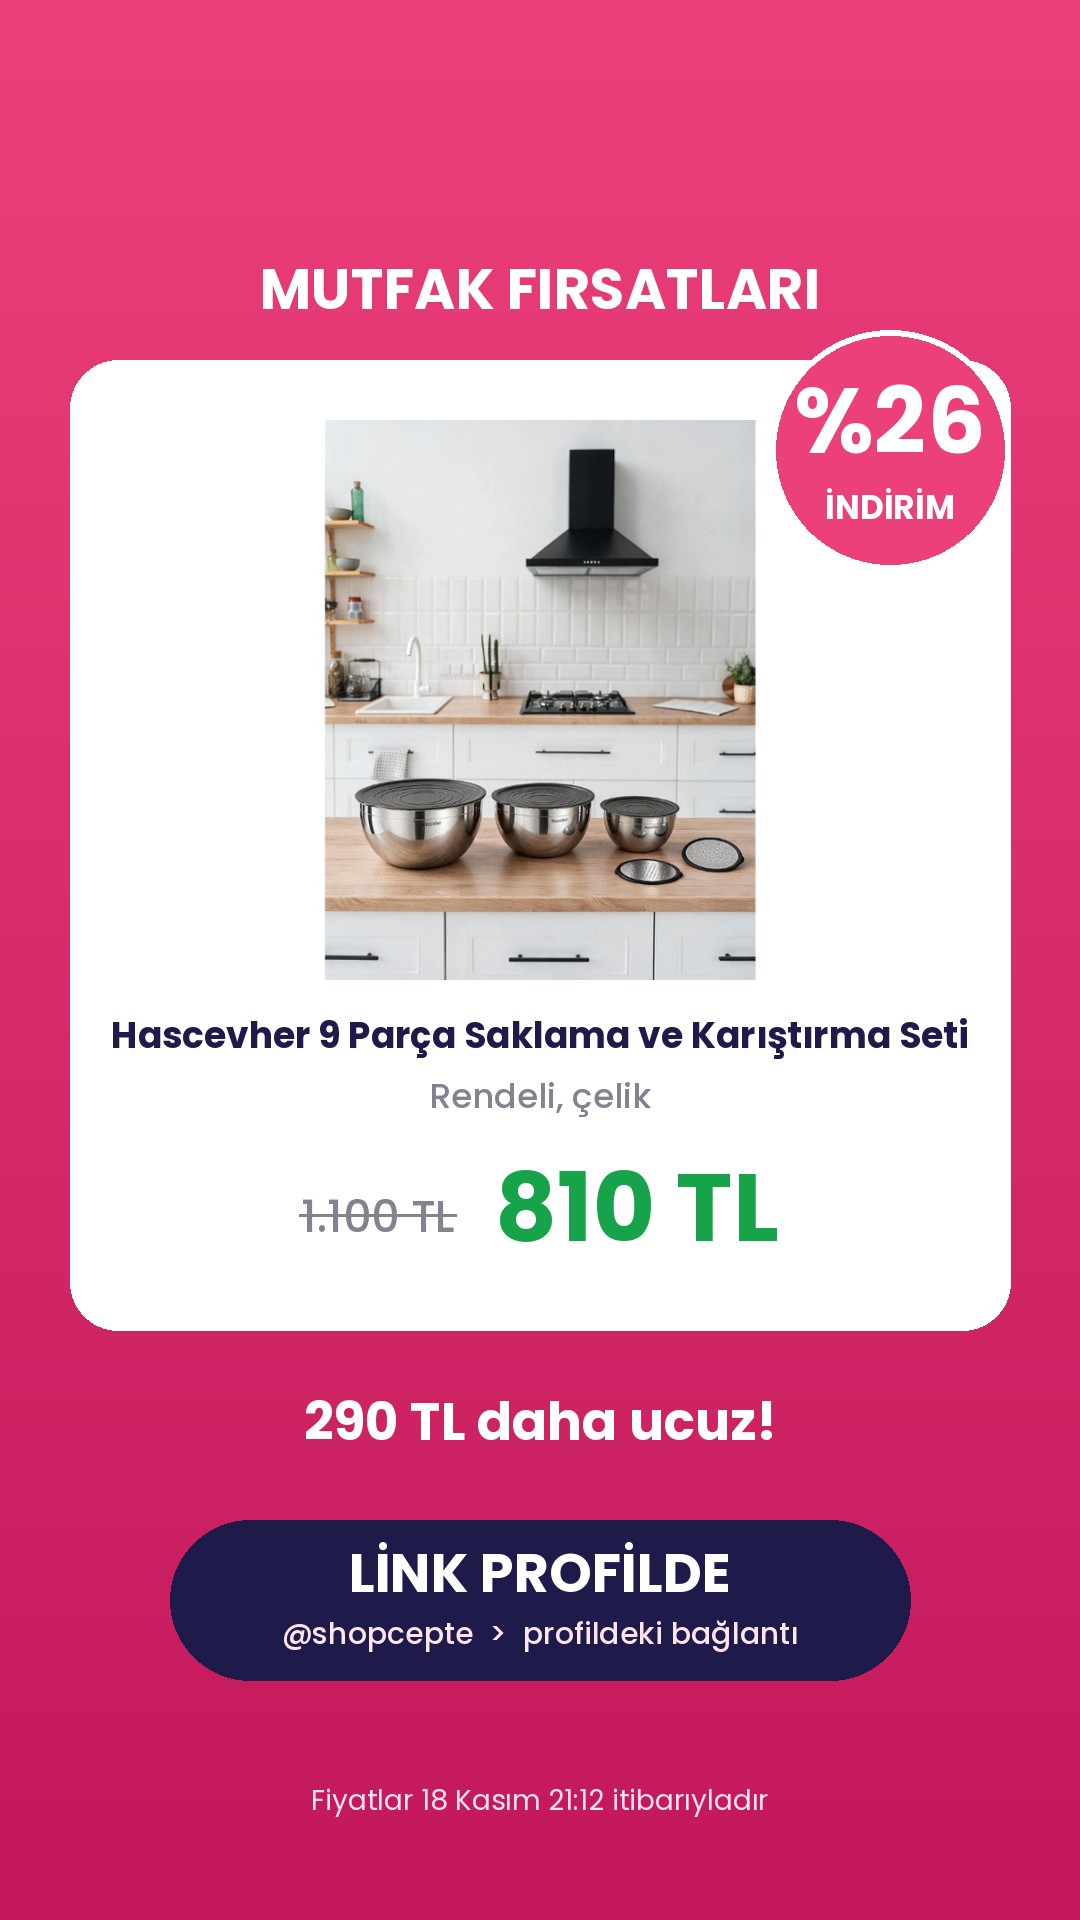 MUTFAK FIRSATLARI
%26
İNDİRİM
Hascevher 9 Parça Saklama ve Karıştırma Seti
Rendeli, çelik
1.100 TL 810 TL
290 TL daha ucuz!
LİNK PROFİLDE
@shopcepte > profildeki bağlantı
Fiyatlar 18 Kasım 21:12 itibarıyladır